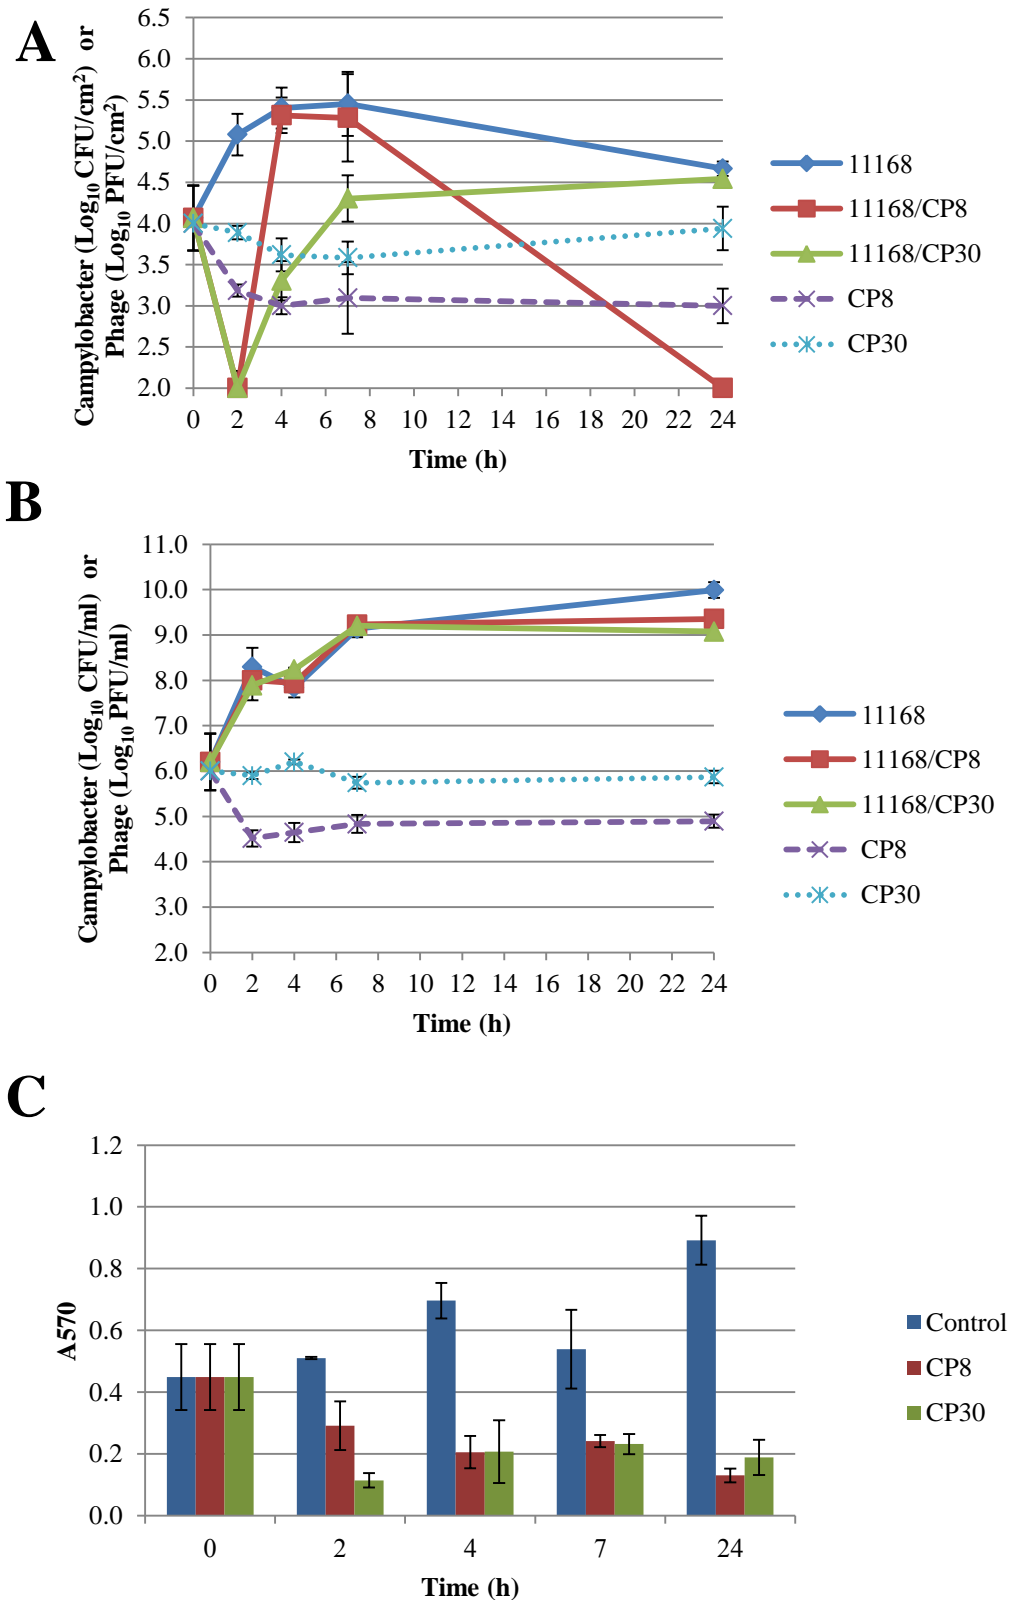 A
Campylobacter (Log10 CFU/cm2) or
Phage (Log10 PFU/cm2)
6.5
6.0
5.5
5.0
4.5
4.0
3.5
3.0
2.5
2.0
0 2 4 6 8 10 12 14 16 18 20 22 24
Time (h)
11168
11168/CP8
11168/CP30
CP8
CP30
B
Campylobacter (Log10 CFU/ml) or
Phage (Log10 PFU/ml)
11.0
10.0
9.0
8.0
7.0
6.0
5.0
4.0
3.0
2.0
0 2 4 6 8 10 12 14 16 18 20 22 24
Time (h)
11168
11168/CP8
11168/CP30
CP8
CP30
C
A570
1.2
1.0
0.8
0.6
0.4
0.2
0.0
0 2 4 7 24
Time (h)
Control
CP8
CP30